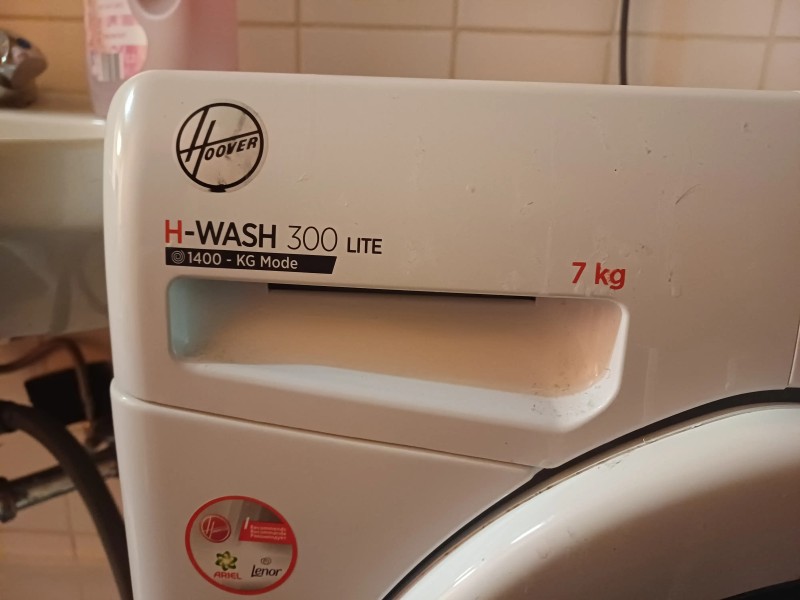 HOOVER
H-WASH 300 LITE
1400 - KG Mode
7 kg
ARIEL
Lenor